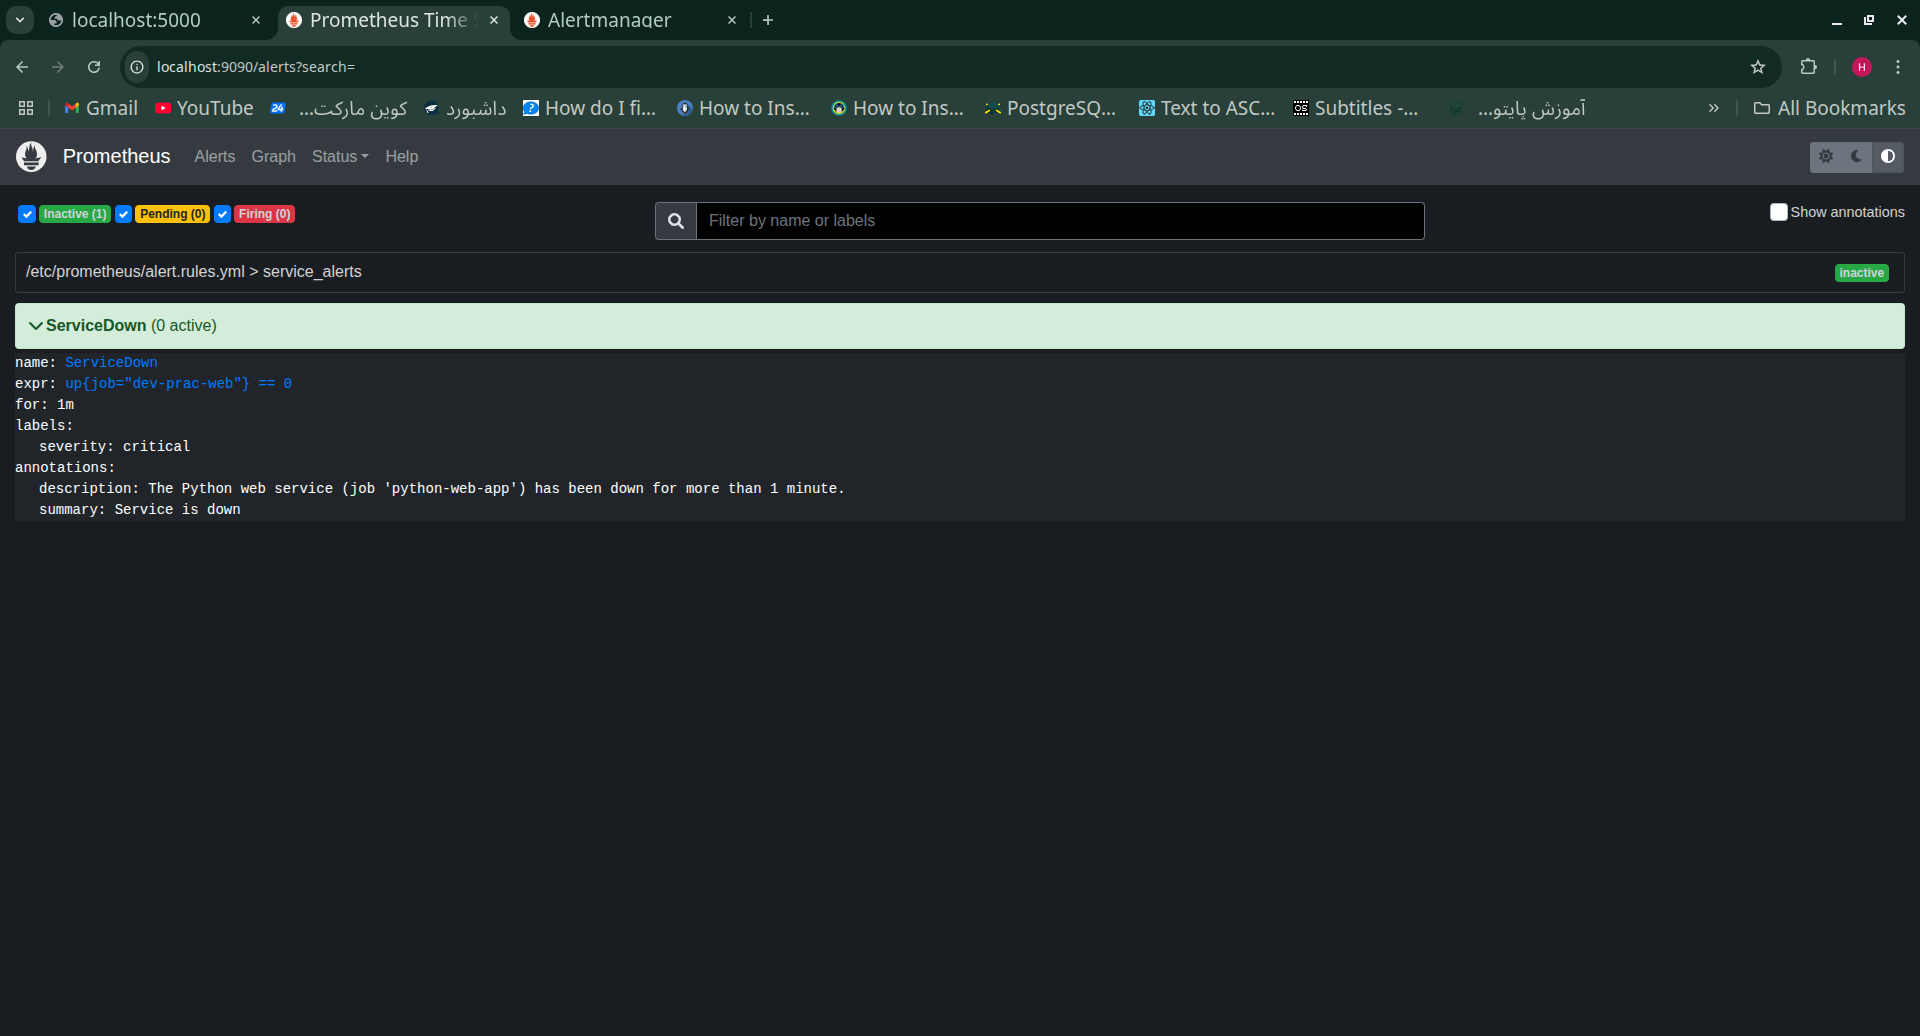 localhost:5000
Prometheus Time
Alertmanager
localhost:9090/alerts?search=
Gmail
YouTube
کوین مارکت...
داشبورد
How do I fi...
How to Ins...
How to Ins...
PostgreSQ...
Text to ASC...
Subtitles -...
آموزش پایتو...
» All Bookmarks
Prometheus Alerts Graph Status Help
Inactive (1) Pending (0) Firing (0)
Filter by name or labels
Show annotations
/etc/prometheus/alert.rules.yml > service_alerts
inactive
ServiceDown (0 active)
name: ServiceDown
expr: up{job="dev-prac-web"} == 0
for: 1m
labels:
severity: critical
annotations:
description: The Python web service (job 'python-web-app') has been down for more than 1 minute.
summary: Service is down